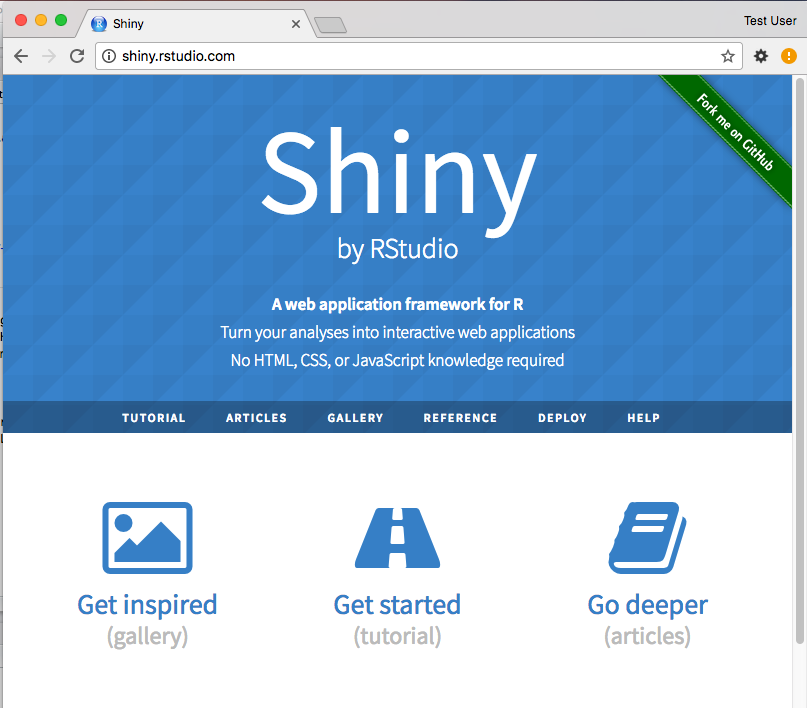 Shiny
Test User
shiny.rstudio.com
Fork me on GitHub
Shiny
by RStudio
A web application framework for R
Turn your analyses into interactive web applications
No HTML, CSS, or JavaScript knowledge required
TUTORIAL ARTICLES GALLERY REFERENCE DEPLOY HELP
Get inspired Get started Go deeper
(gallery) (tutorial) (articles)